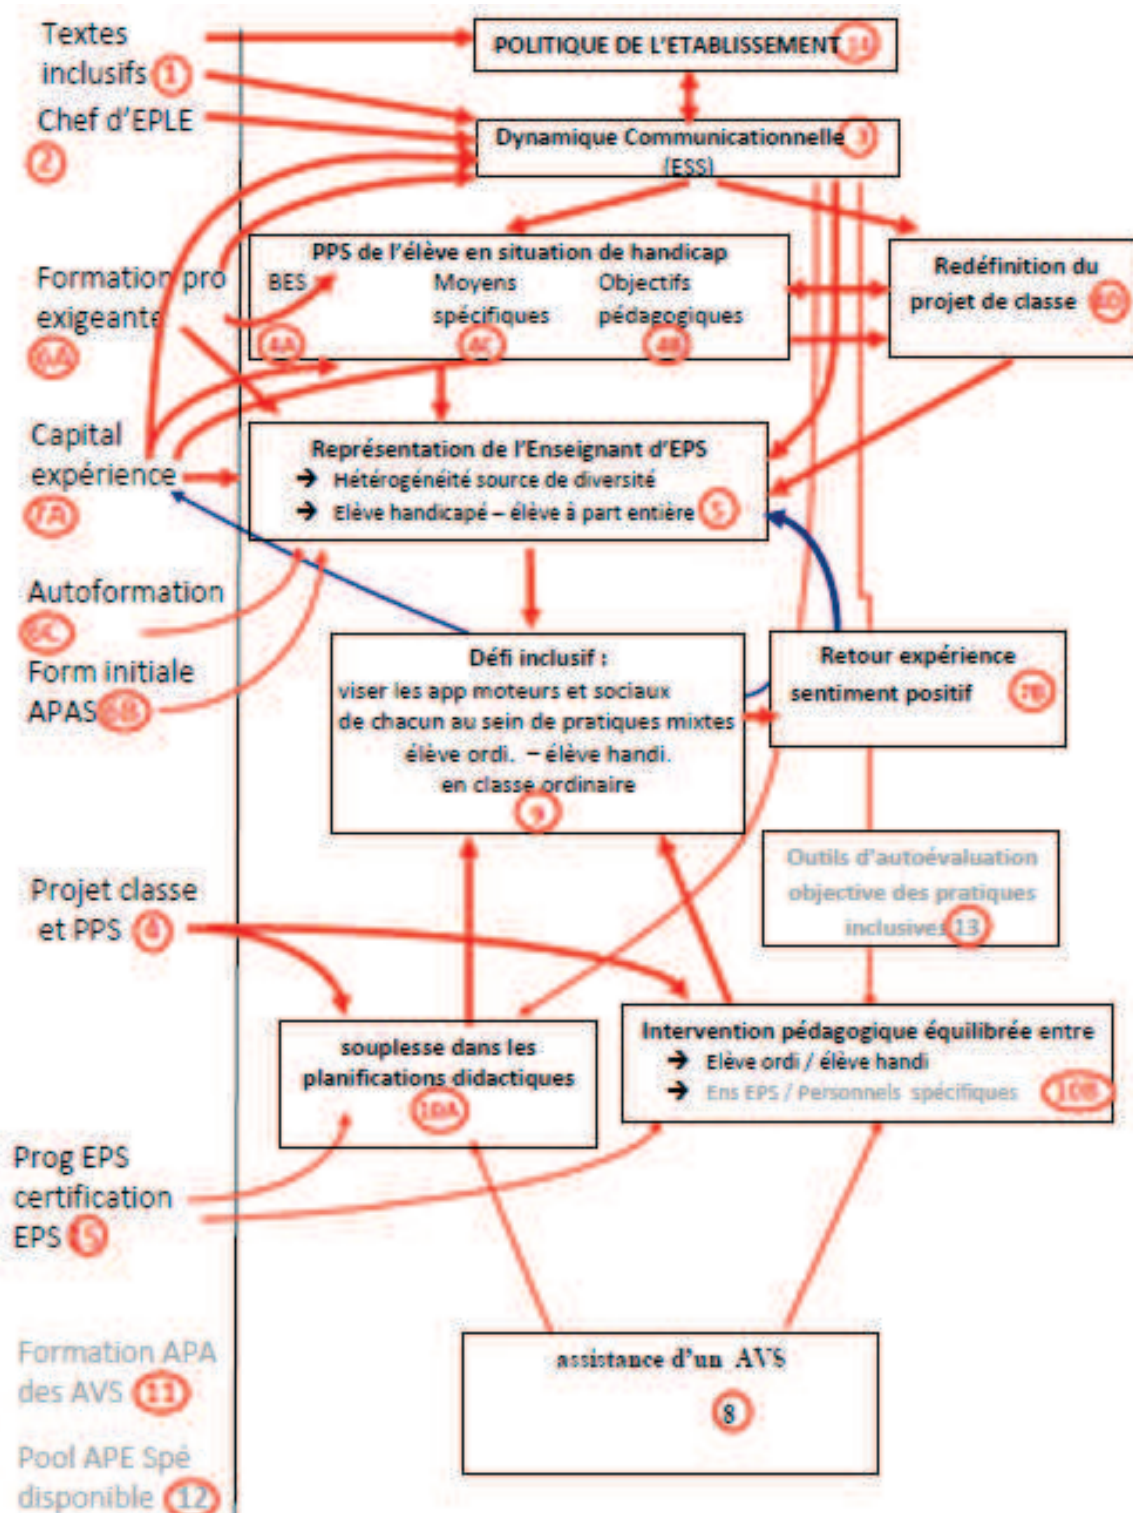 Textes
inclusifs 1
Chef d'EPLE
2
POLITIQUE DE L'ETABLISSEMENT 14
Dynamique Communicationnelle 3
(ESS)
PPS de l'élève en situation de handicap
BES
Moyens
spécifiques
Objectifs
pédagogiques
4A
4C
4B
Redéfinition du
projet de classe 4D
Formation pro
exigeante
6A
Capital
expérience
7A
Représentation de l'Enseignant d'EPS
➔ Hétérogénéité source de diversité
➔ Elève handicapé – élève à part entière 5
Autoformation
6C
Form initiale
APAS 6B
Défi inclusif :
viser les app moteurs et sociaux
de chacun au sein de pratiques mixtes
élève ordi. – élève handi.
en classe ordinaire
9
Retour expérience
sentiment positif 7B
Outils d'autoévaluation
objective des pratiques
inclusives 13
Projet classe
et PPS 4
souplesse dans les
planifications didactiques
10A
Intervention pédagogique équilibrée entre
➔ Elève ordi / élève handi
➔ Ens EPS / Personnels spécifiques 10B
Prog EPS
certification
EPS 15
assistance d'un AVS
8
Formation APA
des AVS 11
Pool APE Spé
disponible 12